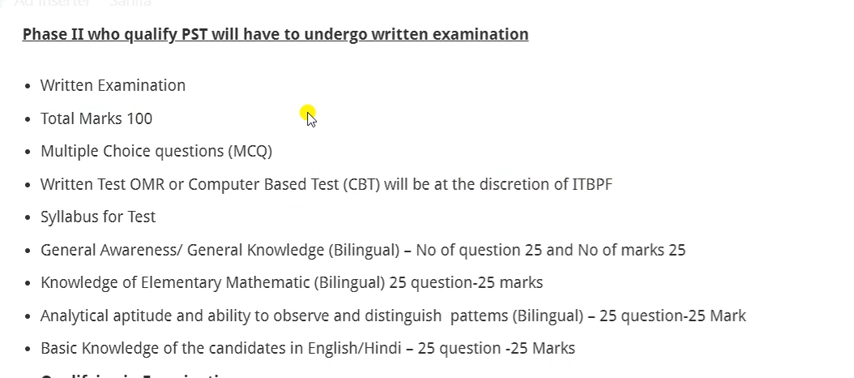 Phase II who qualify PST will have to undergo written examination
• Written Examination
• Total Marks 100
• Multiple Choice questions (MCQ)
• Written Test OMR or Computer Based Test (CBT) will be at the discretion of ITBPF
• Syllabus for Test
• General Awareness/ General Knowledge (Bilingual) – No of question 25 and No of marks 25
• Knowledge of Elementary Mathematic (Bilingual) 25 question-25 marks
• Analytical aptitude and ability to observe and distinguish pattems (Bilingual) – 25 question-25 Mark
• Basic Knowledge of the candidates in English/Hindi – 25 question -25 Marks